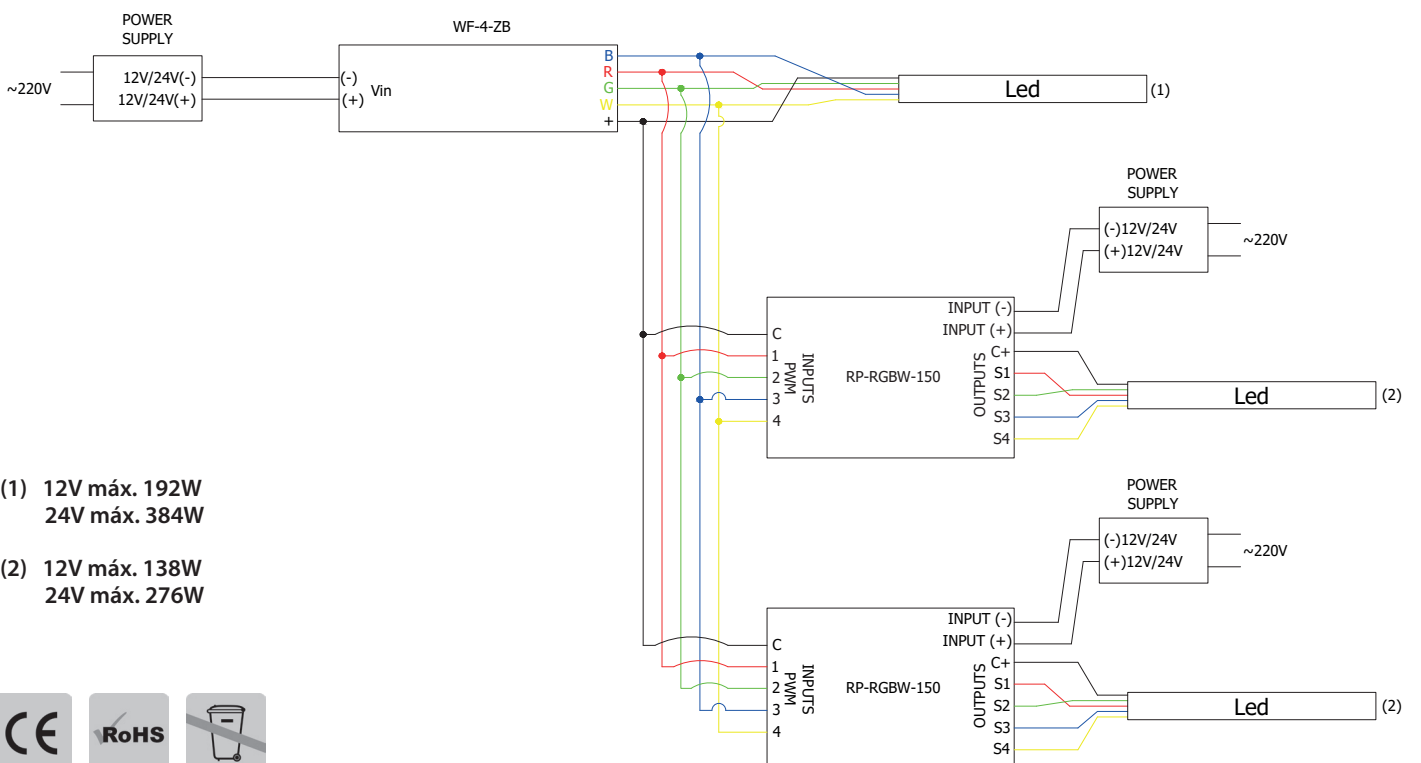 POWER
SUPPLY
WF-4-ZB
~220V
12V/24V(-)
12V/24V(+)
(-)
(+)
Vin
B
R
G
W
+
Led
(1)
POWER
SUPPLY
(-)12V/24V
(+)12V/24V
~220V
INPUT (-)
INPUT (+)
C
1
2
3
4
INPUTS
PWM
RP-RGBW-150
OUTPUTS
C+
S1
S2
S3
S4
Led
(2)
(1) 12V máx. 192W
24V máx. 384W
(2) 12V máx. 138W
24V máx. 276W
POWER
SUPPLY
(-)12V/24V
(+)12V/24V
~220V
INPUT (-)
INPUT (+)
C
1
2
3
4
INPUTS
PWM
RP-RGBW-150
OUTPUTS
C+
S1
S2
S3
S4
Led
(2)
CE
RoHS